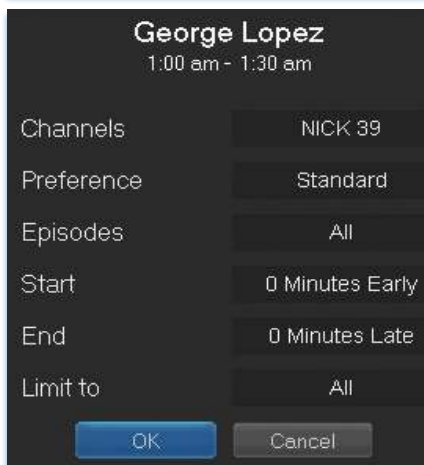 George Lopez
1:00 am - 1:30 am
Channels NICK 39
Preference Standard
Episodes All
Start 0 Minutes Early
End 0 Minutes Late
Limit to All
OK Cancel